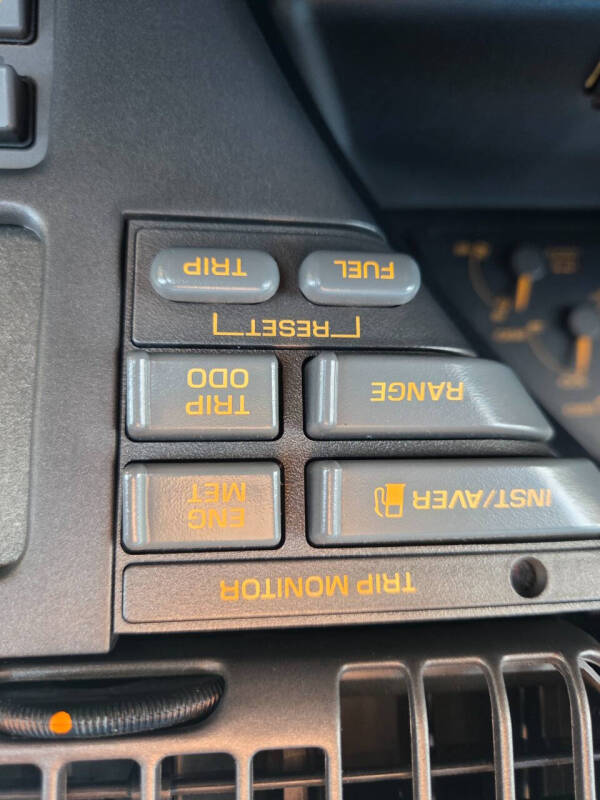 TRIP MONITOR
INST/AVER
ENG
MET
RANGE
TRIP
ODO
RESET
FUEL
TRIP